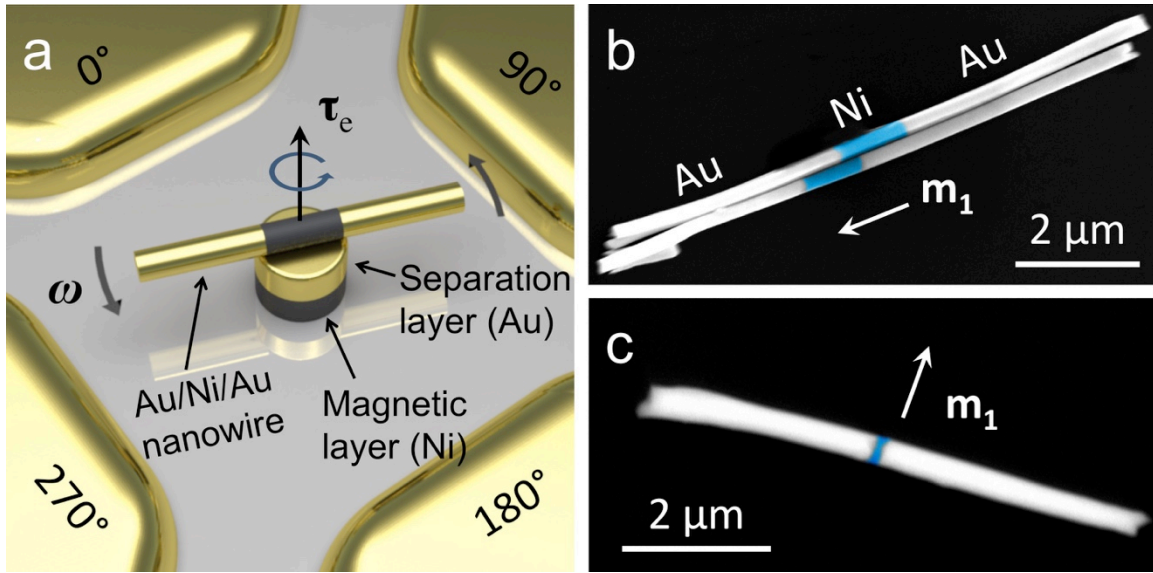 a
0°
90°
τe
ω
Separation
layer (Au)
Au/Ni/Au
nanowire
Magnetic
layer (Ni)
270°
180°
b
Au
Ni
Au
m1
2 μm
c
m1
2 μm